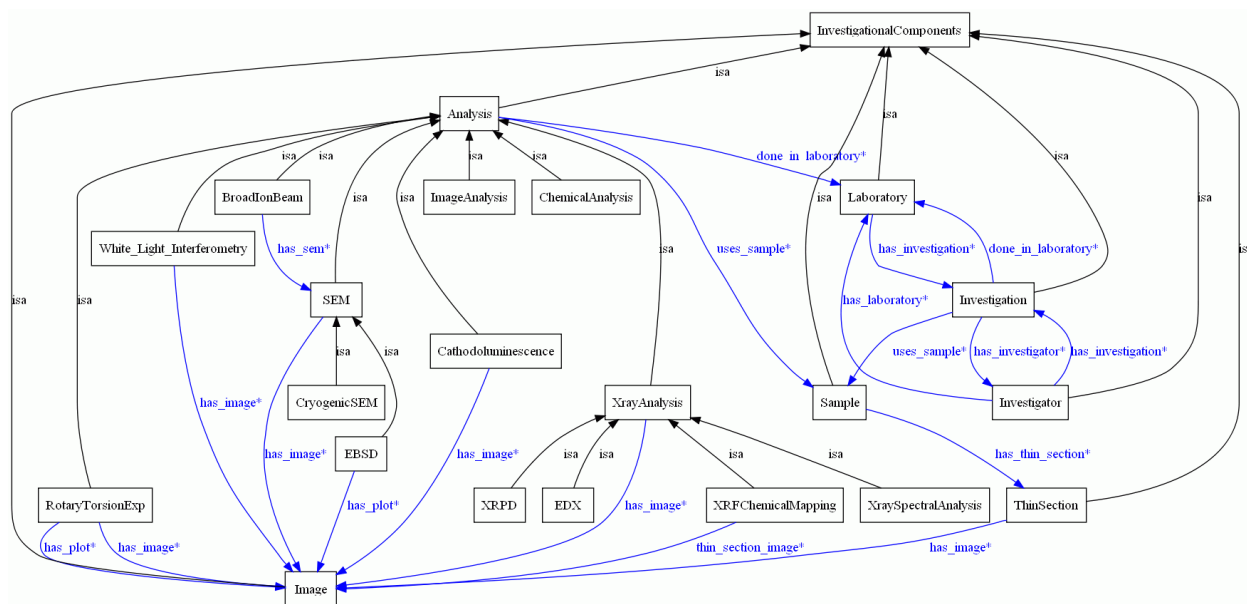 InvestigationalComponents
isa
Analysis
isa
isa
isa
done_in_laboratory*
isa
isa
isa
BroadIonBeam
isa
isa
ImageAnalysis
ChemicalAnalysis
isa
Laboratory
isa
isa
White_Light_Interferometry
has_sem*
isa
uses_sample*
has_investigation*
done_in_laboratory*
isa
isa
isa
SEM
has_laboratory*
Investigation
isa
Cathodoluminescence
uses_sample*
has_investigator*
has_investigation*
isa
isa
has_image*
CryogenicSEM
XrayAnalysis
Sample
Investigator
has_image*
EBSD
has_image*
isa
isa
isa
isa
has_thin_section*
RotaryTorsionExp
has_plot*
XRPD
EDX
has_image*
XRFChemicalMapping
XraySpectralAnalysis
ThinSection
has_plot*
has_image*
thin_section_image*
has_image*
Image